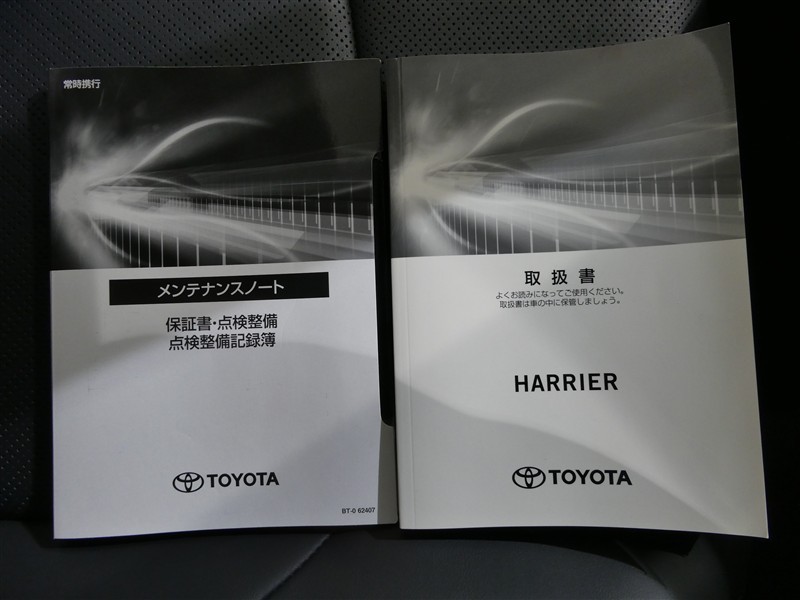 常時携行
メンテナンスノート
保証書・点検整備
点検整備記録簿
TOYOTA
BT-0 62407
取扱書
よくお読みになってご使用ください。
取扱書は車の中に保管しましょう。
HARRIER
TOYOTA